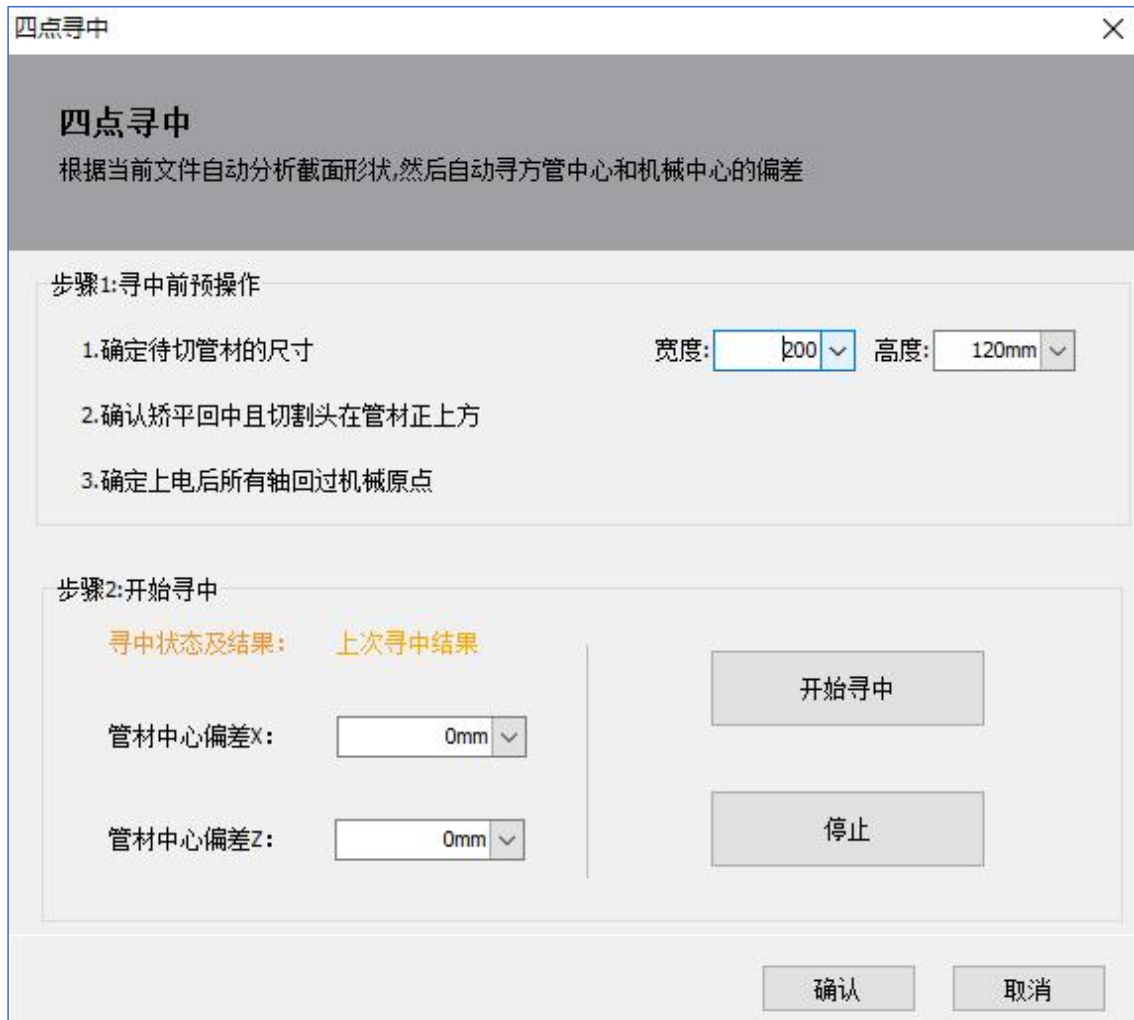 四点寻中
四点寻中
根据当前文件自动分析截面形状,然后自动寻方管中心和机械中心的偏差
步骤1:寻中前预操作
1.确定待切管材的尺寸 宽度: 200 高度: 120mm
2.确认矫平回中且切割头在管材正上方
3.确定上电后所有轴回过机械原点
步骤2:开始寻中
寻中状态及结果: 上次寻中结果
开始寻中
管材中心偏差X: 0mm
管材中心偏差Z: 0mm
停止
确认 取消